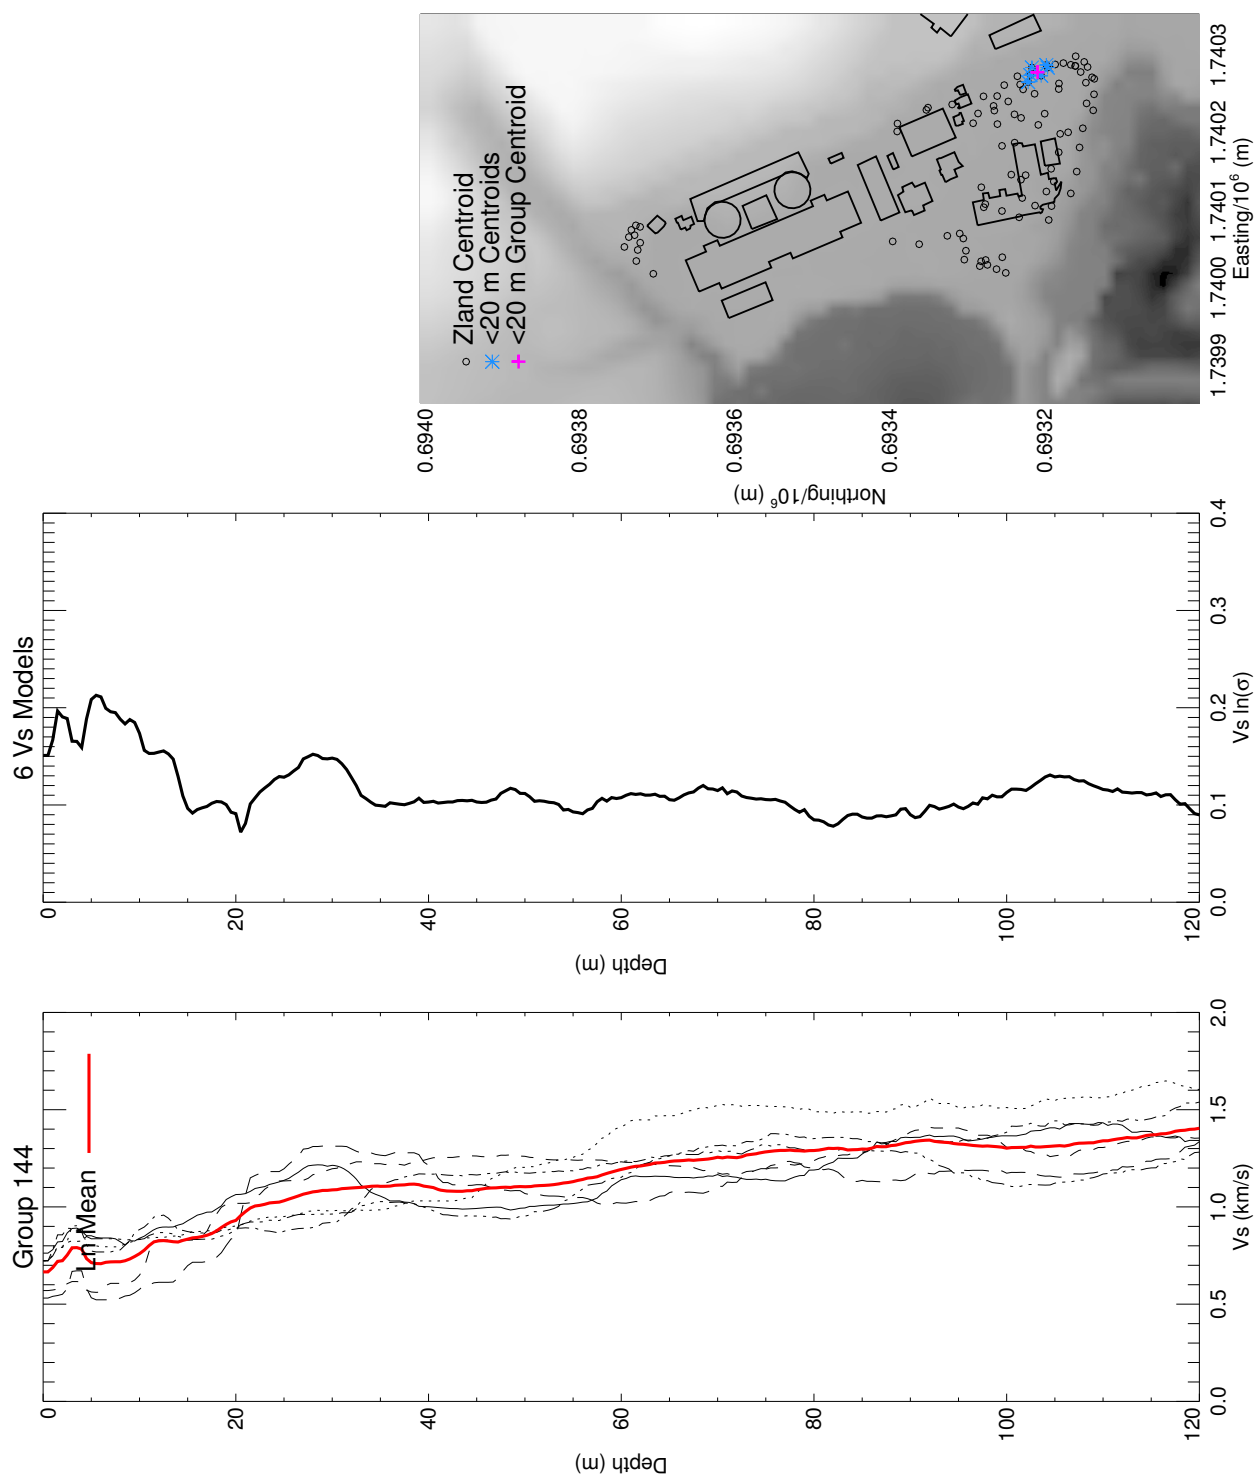 Group 144
Ln Mean
0
20
40
60
80
100
120
Depth (m)
0.0
0.5
1.0
1.5
2.0
Vs (km/s)
6 Vs Models
0
20
40
60
80
100
120
Depth (m)
0.0
0.1
0.2
0.3
0.4
Vs ln(σ)
Zland Centroid
<20 m Centroids
<20 m Group Centroid
0.6940
0.6938
0.6936
0.6934
0.6932
Northing/10⁶ (m)
1.7399
1.7400
1.7401
1.7402
1.7403
Easting/10⁶ (m)